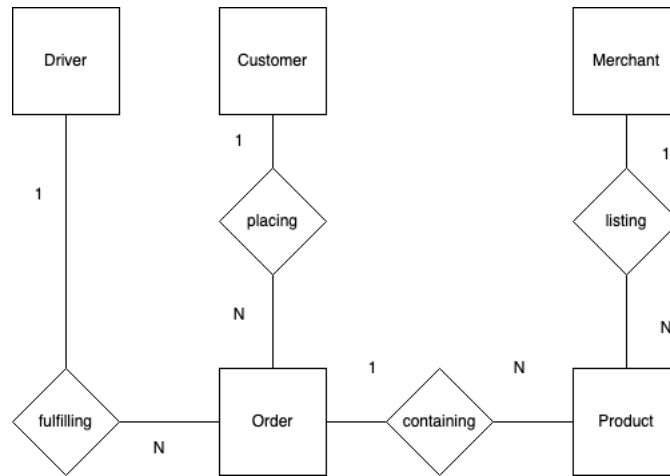 Driver
Customer
Merchant
1
1
1
placing
listing
N
N
1
N
fulfilling
Order
containing
Product
N